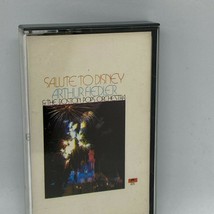 SALUTE TO DISNEY
ARTHUR FIEDLER
& THE BOSTON POPS ORCHESTRA